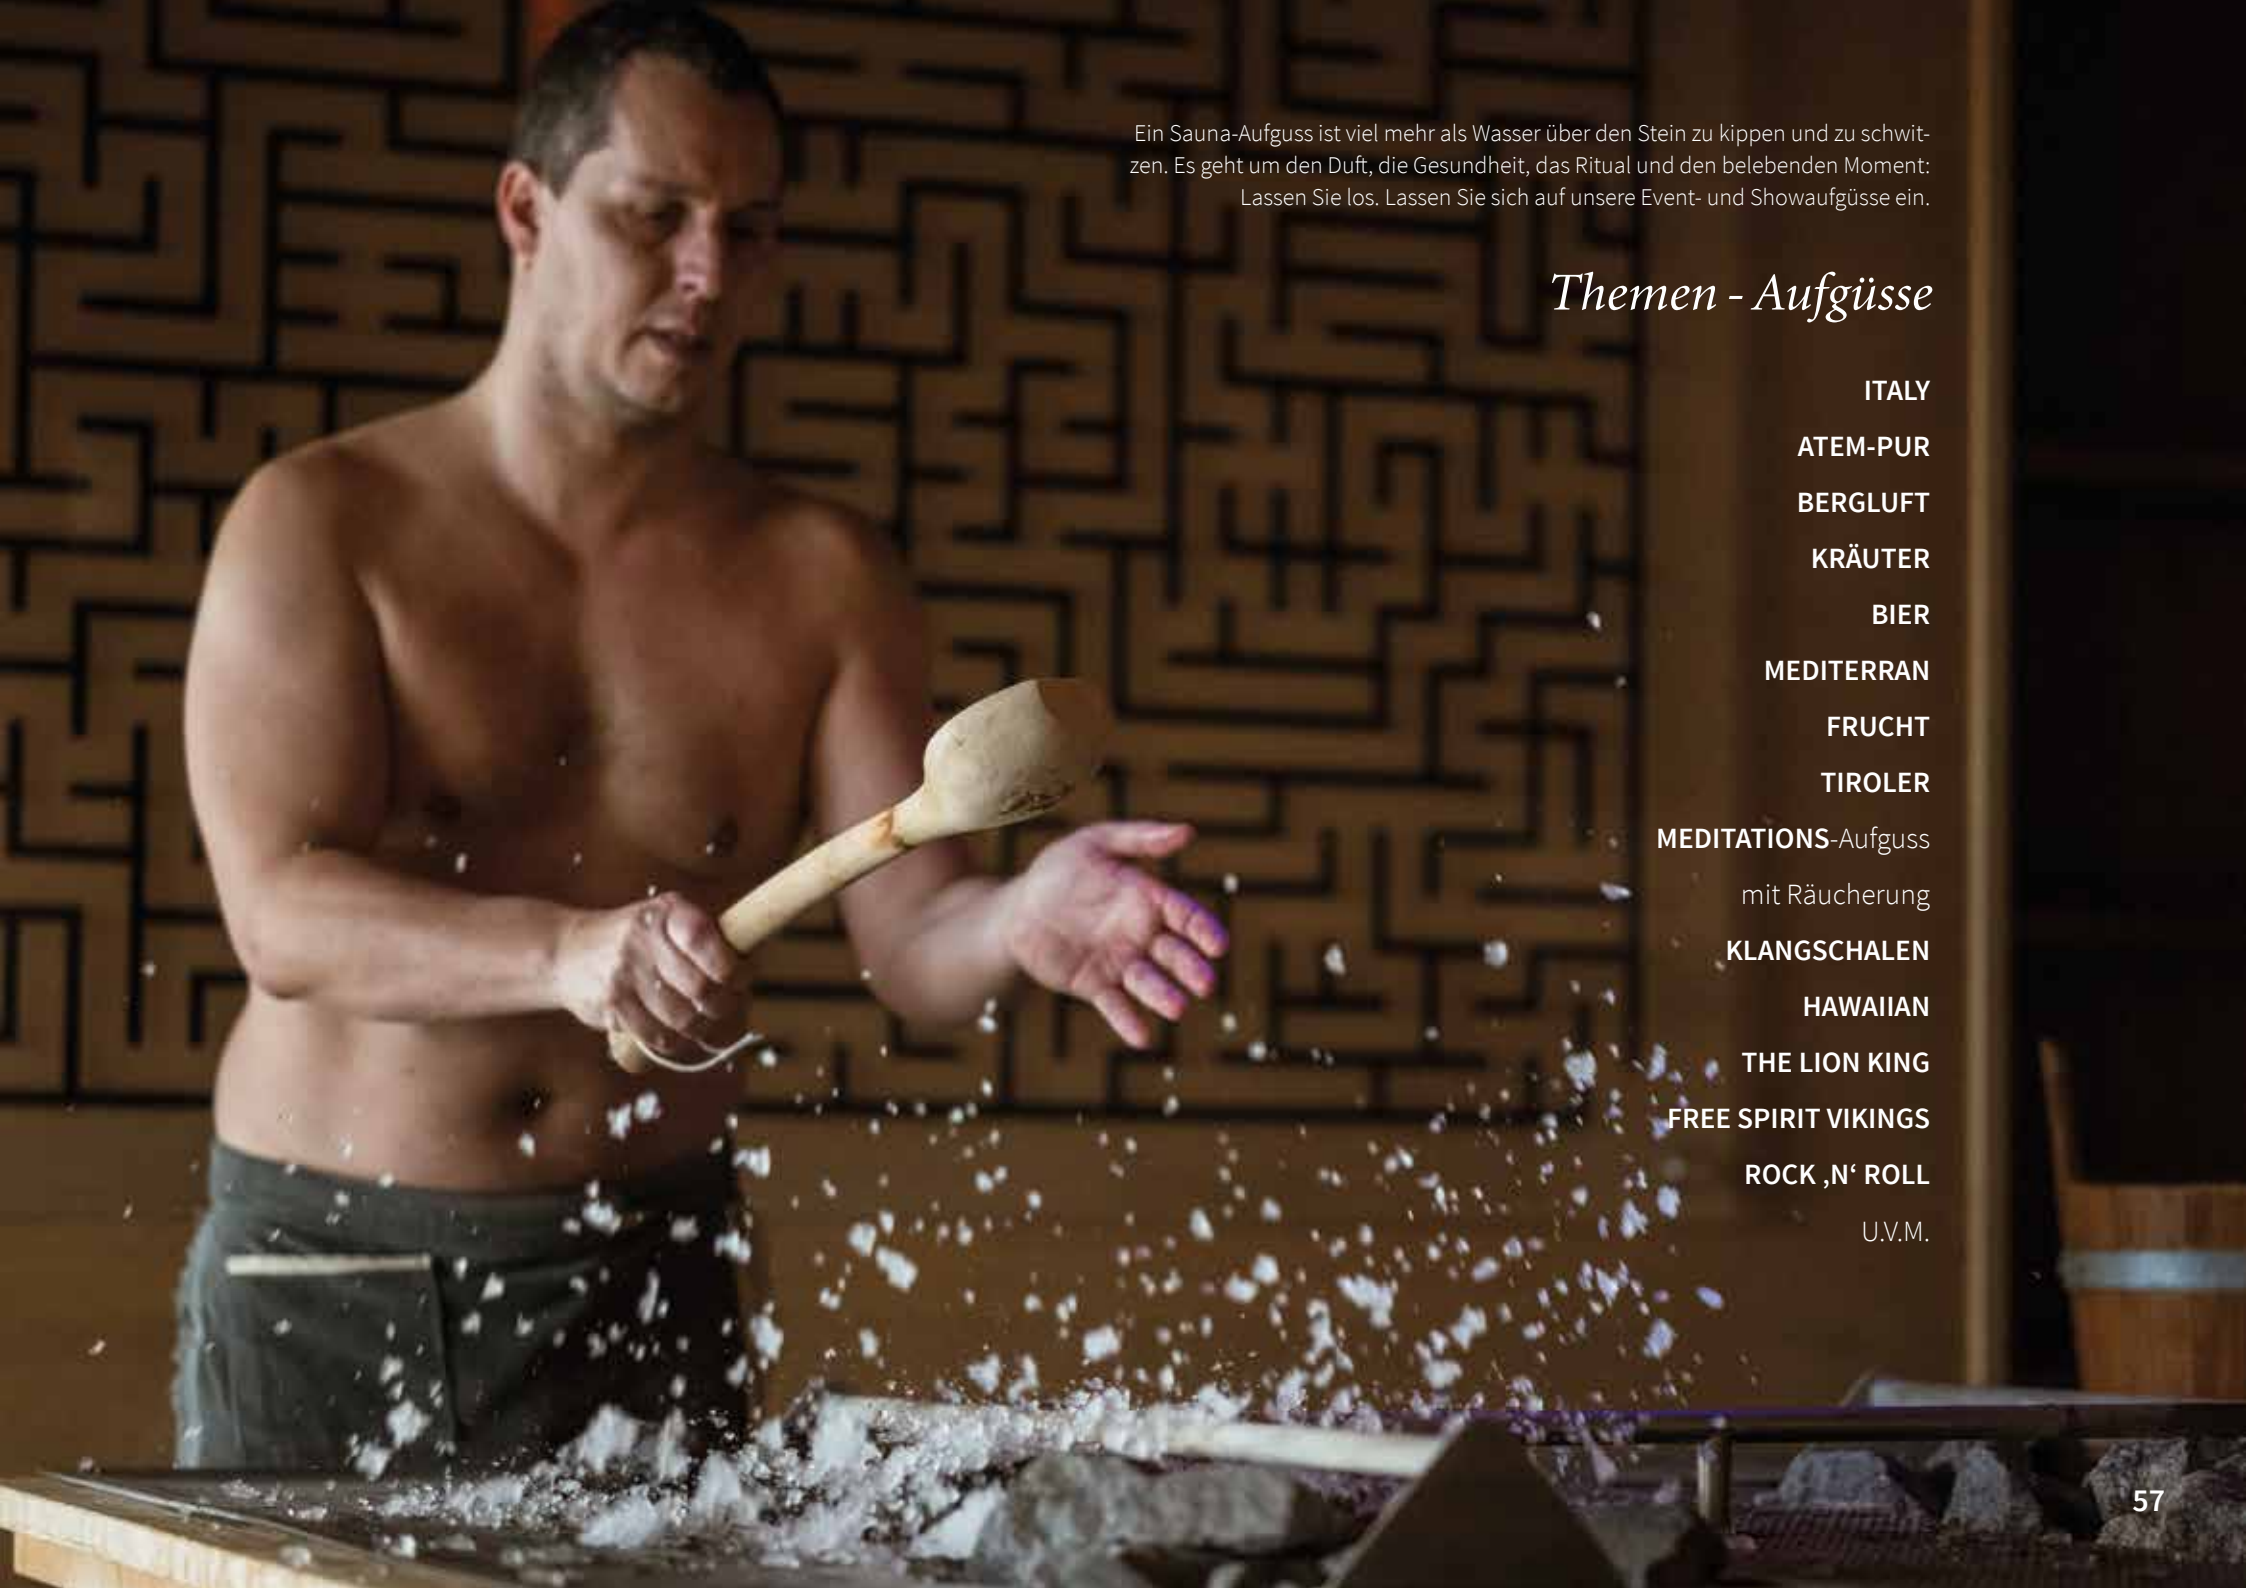 Ein Sauna-Aufguss ist viel mehr als Wasser über den Stein zu kippen und zu schwit-
zen. Es geht um den Duft, die Gesundheit, das Ritual und den belebenden Moment:
Lassen Sie los. Lassen Sie sich auf unsere Event- und Showaufgüsse ein.
Themen - Aufgüsse
ITALY
ATEM-PUR
BERGLUFT
KRÄUTER
BIER
MEDITERRAN
FRUCHT
TIROLER
MEDITATIONS-Aufguss
mit Räucherung
KLANGSCHALEN
HAWAIIAN
THE LION KING
FREE SPIRIT VIKINGS
ROCK ‚N‘ ROLL
U.V.M.
57